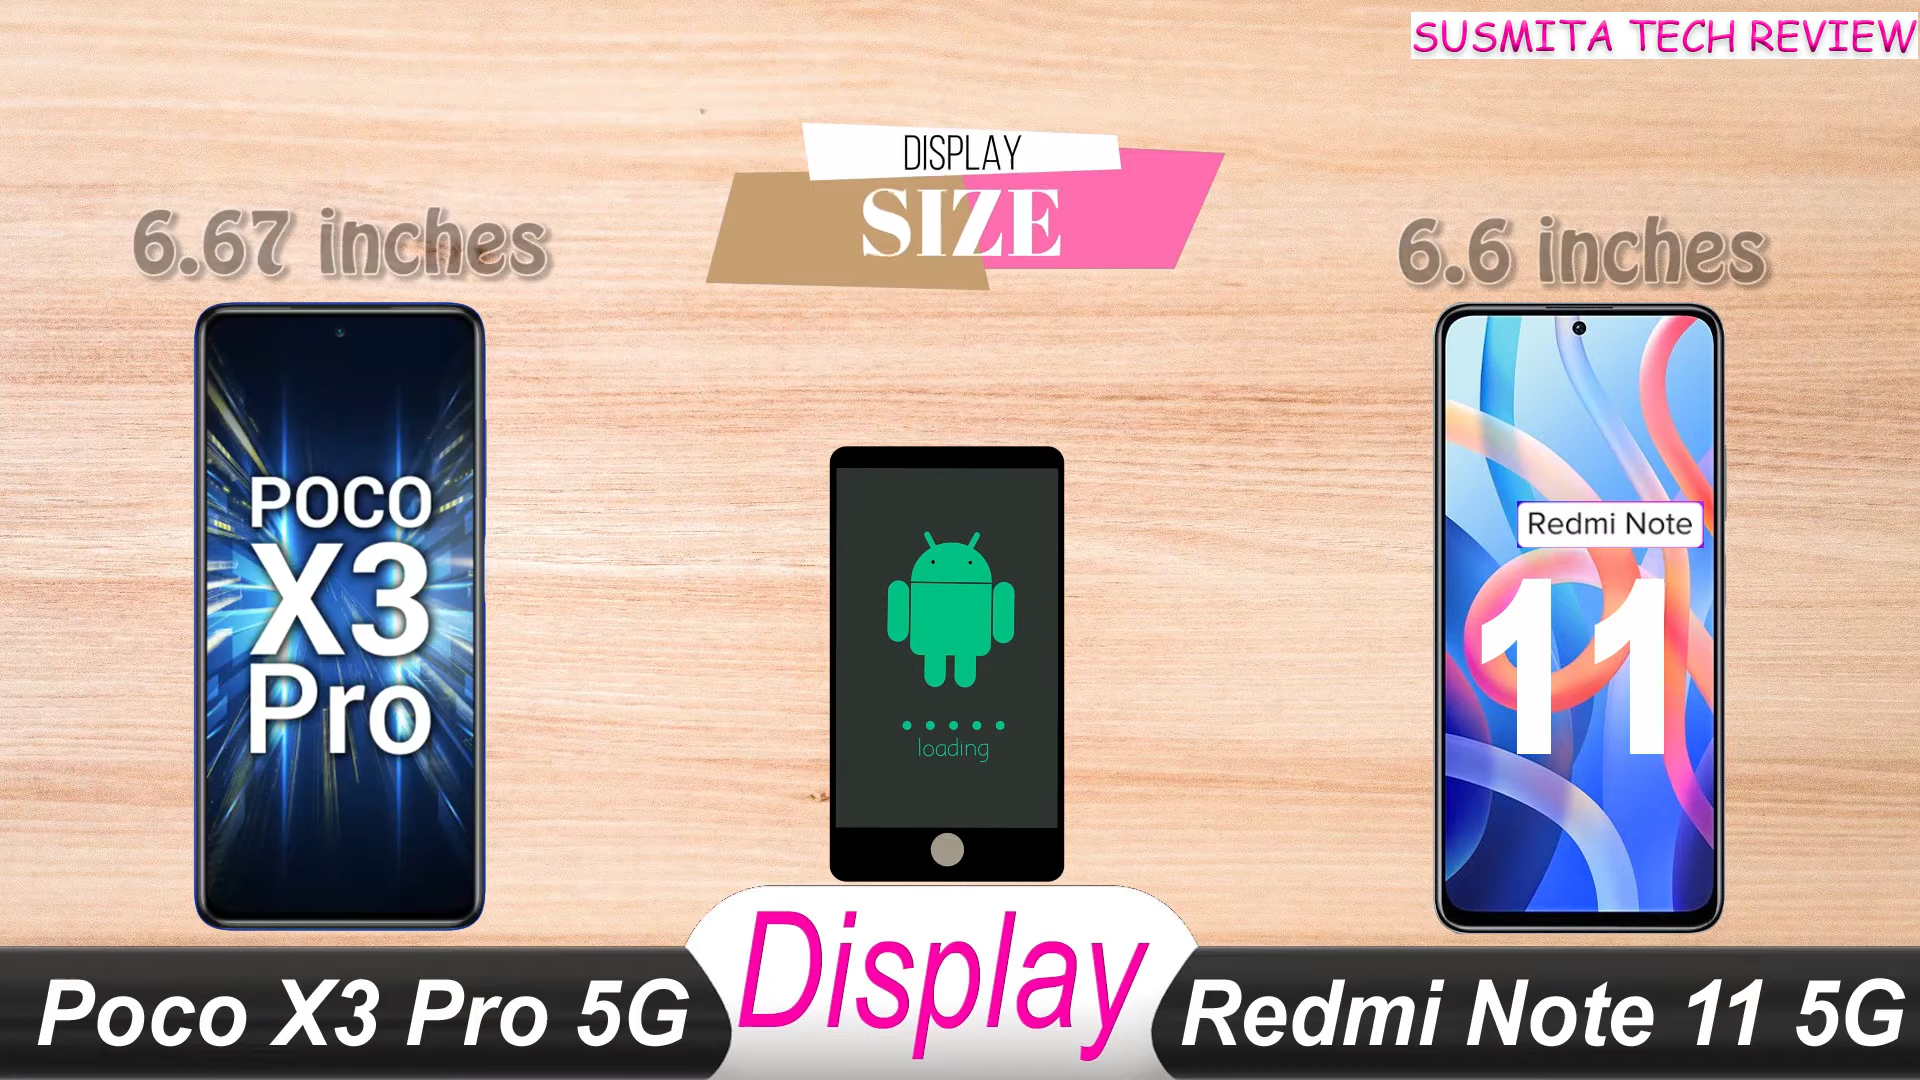 SUSMITA TECH REVIEW
DISPLAY
SIZE
6.67 inches
6.6 inches
POCO
X3
Pro
loading
Redmi Note
11
Poco X3 Pro 5G
Display
Redmi Note 11 5G